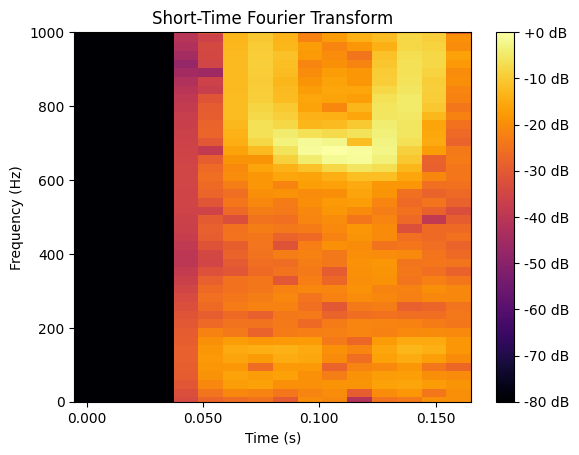 Short-Time Fourier Transform
1000
800
600
400
200
0
Frequency (Hz)
0.000
0.050
0.100
0.150
Time (s)
+0 dB
-10 dB
-20 dB
-30 dB
-40 dB
-50 dB
-60 dB
-70 dB
-80 dB